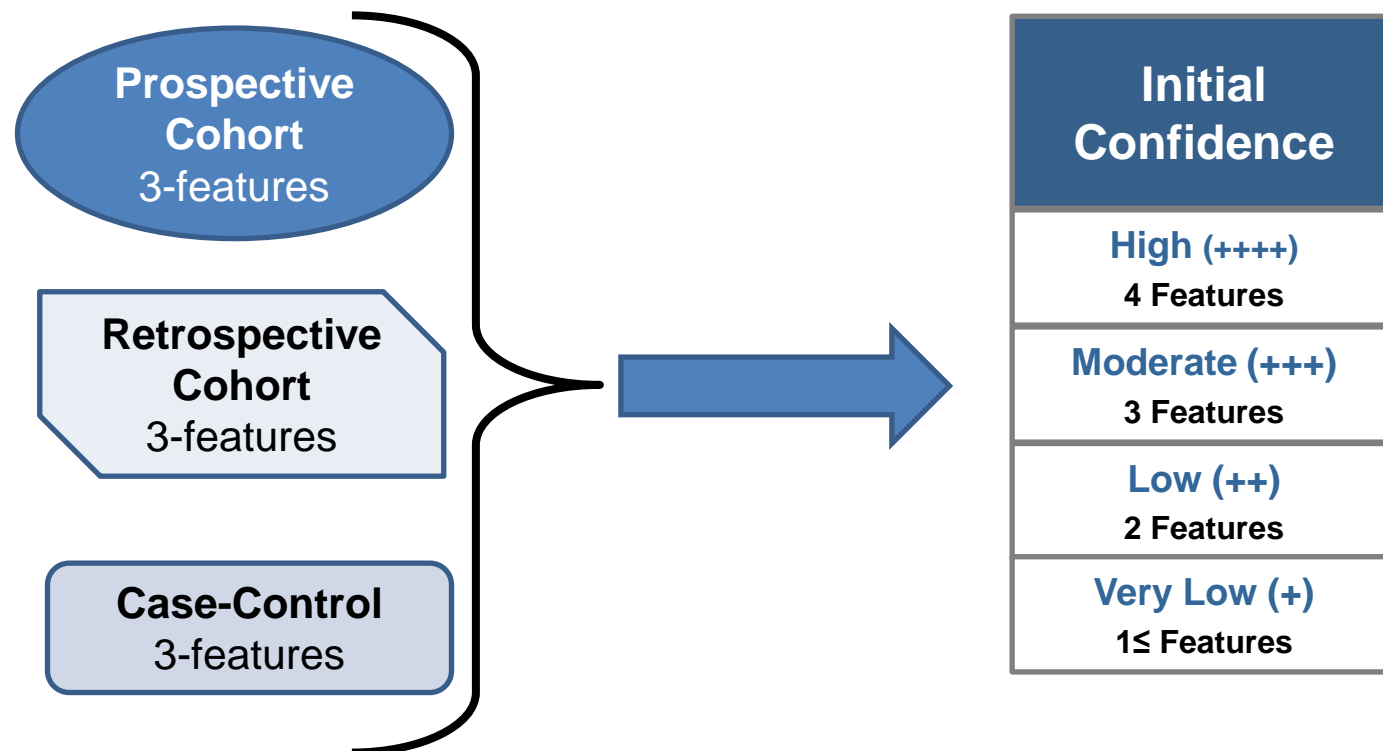 Prospective
Cohort
3-features
Retrospective
Cohort
3-features
Case-Control
3-features
Initial
Confidence
High (++++)
4 Features
Moderate (+++)
3 Features
Low (++)
2 Features
Very Low (+)
1≤ Features